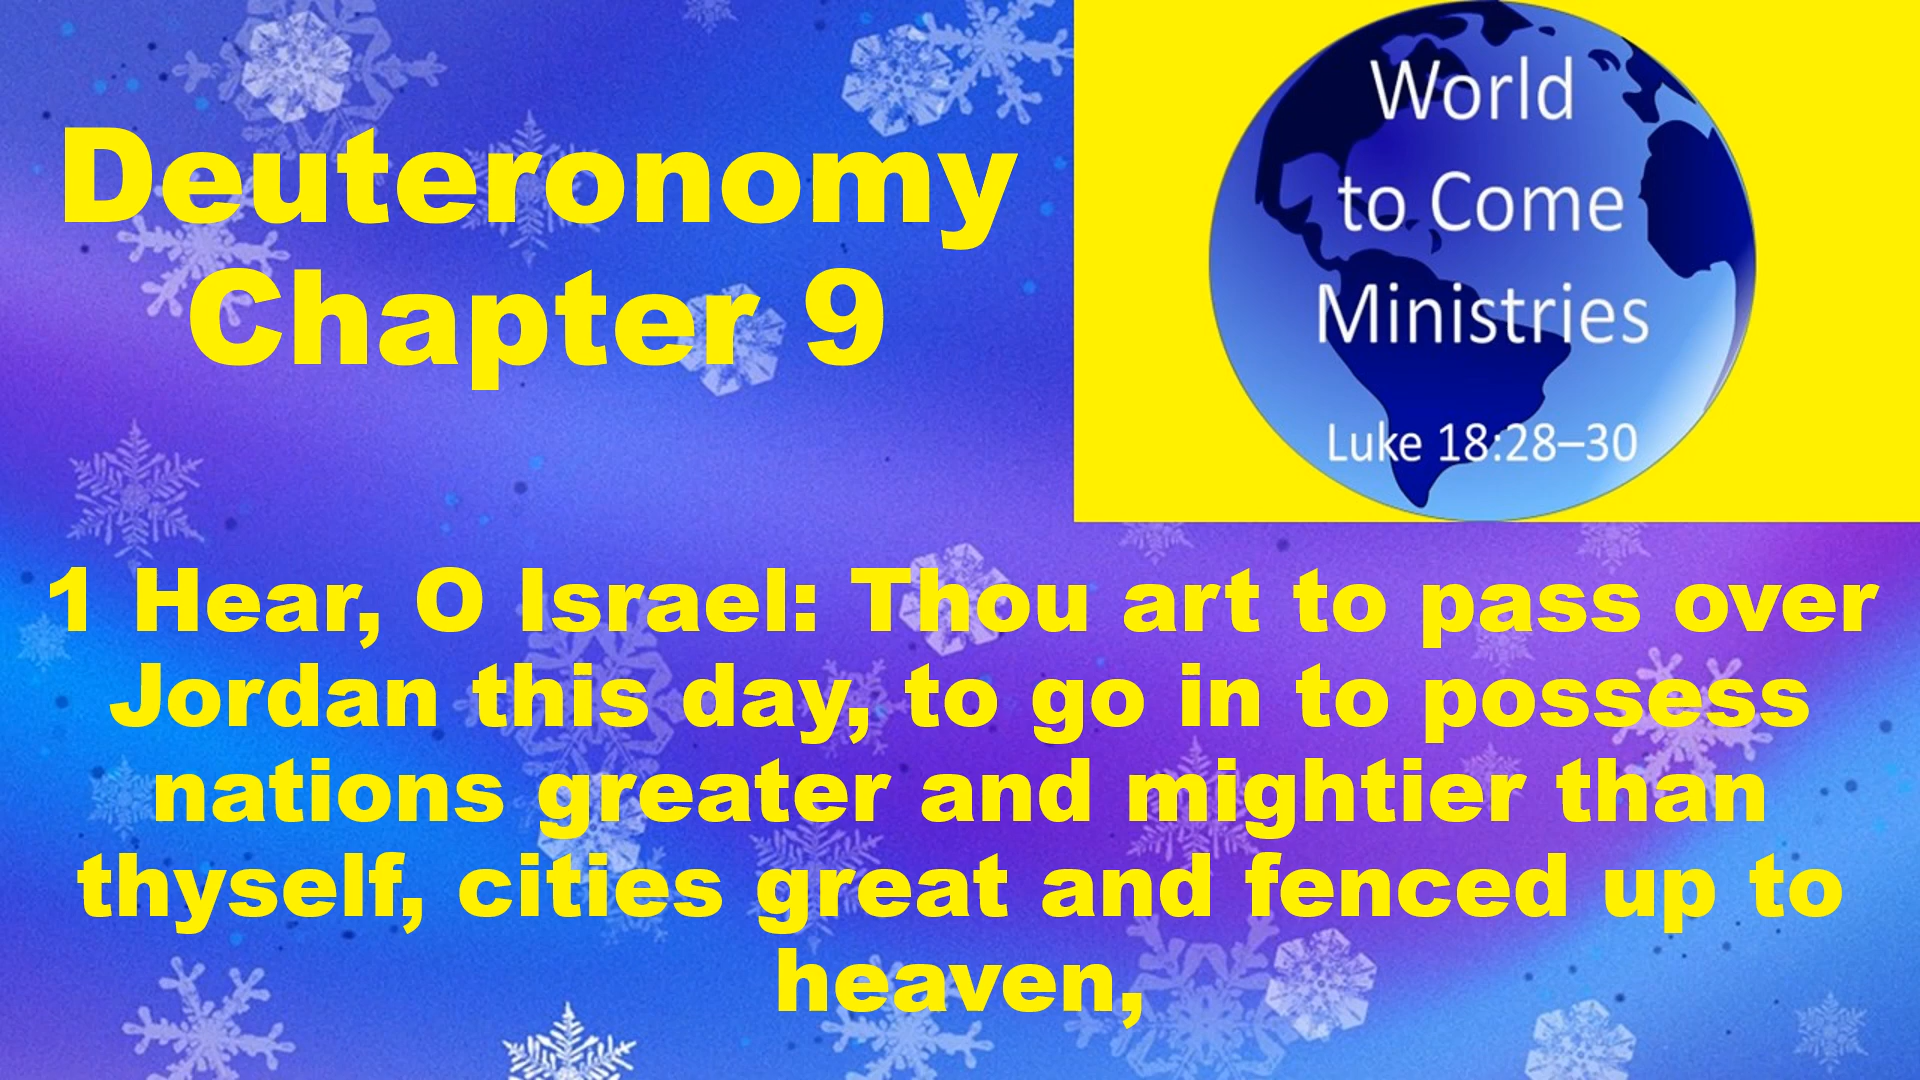 Deuteronomy
Chapter 9
World
to Come
Ministries
Luke 18:28–30
1 Hear, O Israel: Thou art to pass over
Jordan this day, to go in to possess
nations greater and mightier than
thyself, cities great and fenced up to
heaven,